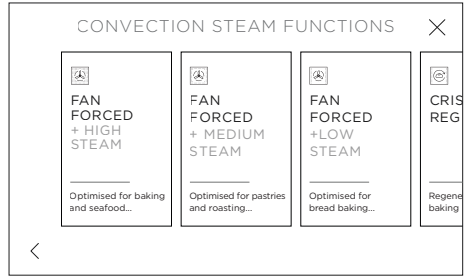 CONVECTION STEAM FUNCTIONS
FAN
FORCED
+ HIGH
STEAM
Optimised for baking
and seafood...
FAN
FORCED
+ MEDIUM
STEAM
Optimised for pastries
and roasting...
FAN
FORCED
+LOW
STEAM
Optimised for
bread baking...
CRIS
REG
Regene
baking